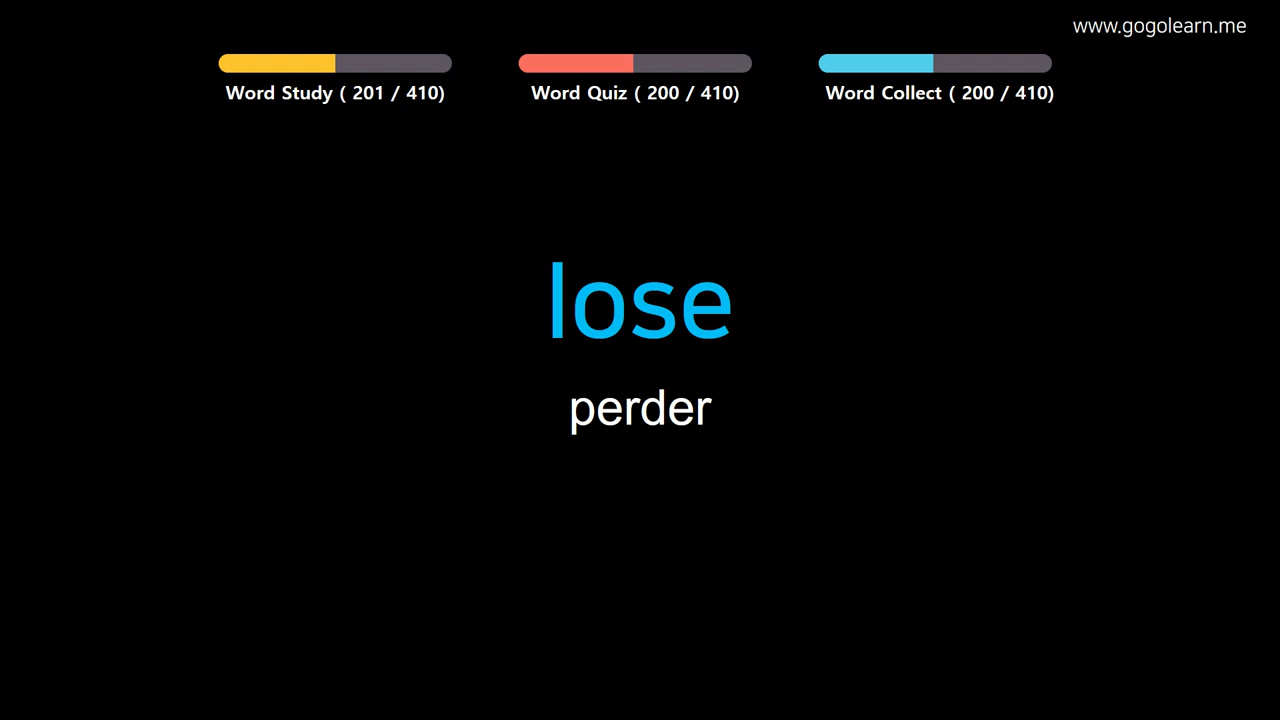 www.gogolearn.me
Word Study ( 201 / 410)
Word Quiz ( 200 / 410)
Word Collect ( 200 / 410)
lose
perder